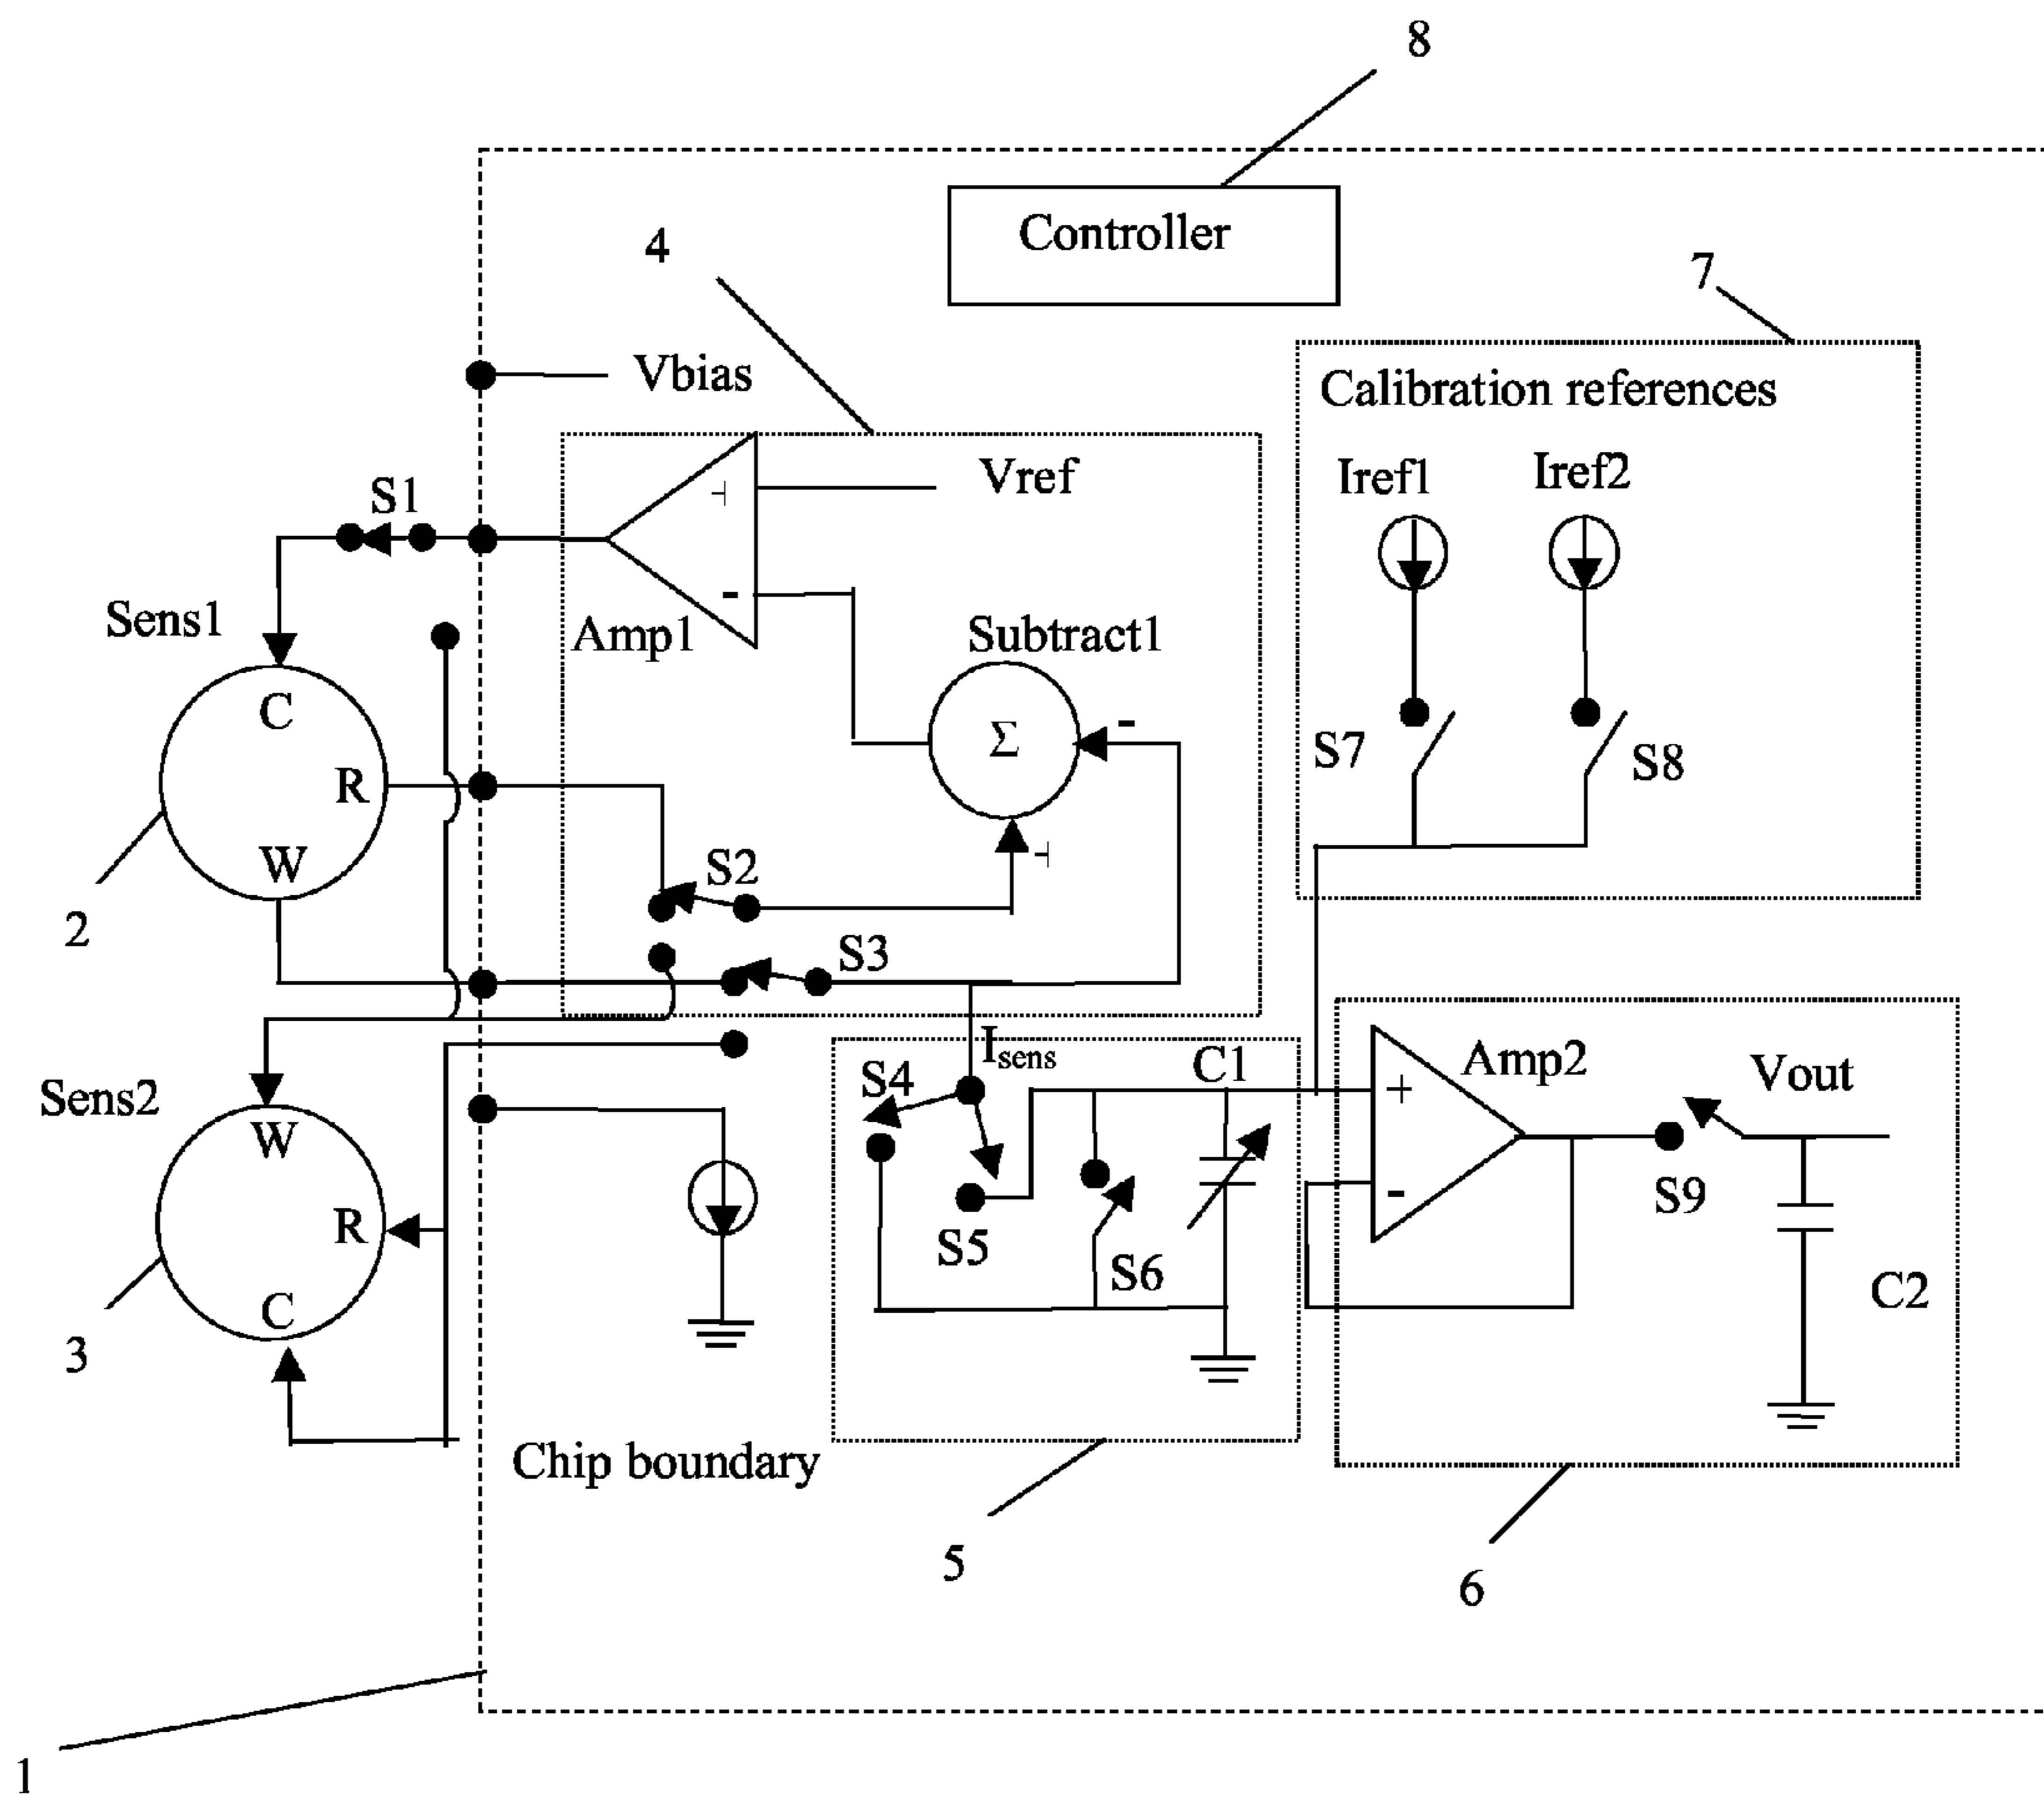 8
Controller
4
7
Vbias
Calibration references
Vref
Iref1
Iref2
S1
+
-
Sens1
Amp1
Subtract1
C
Σ
-
S7
S8
R
+
W
S2
2
S3
Isens
Sens2
S4
C1
Amp2
Vout
+
W
-
S9
R
S5
S6
C
C2
3
Chip boundary
5
6
1